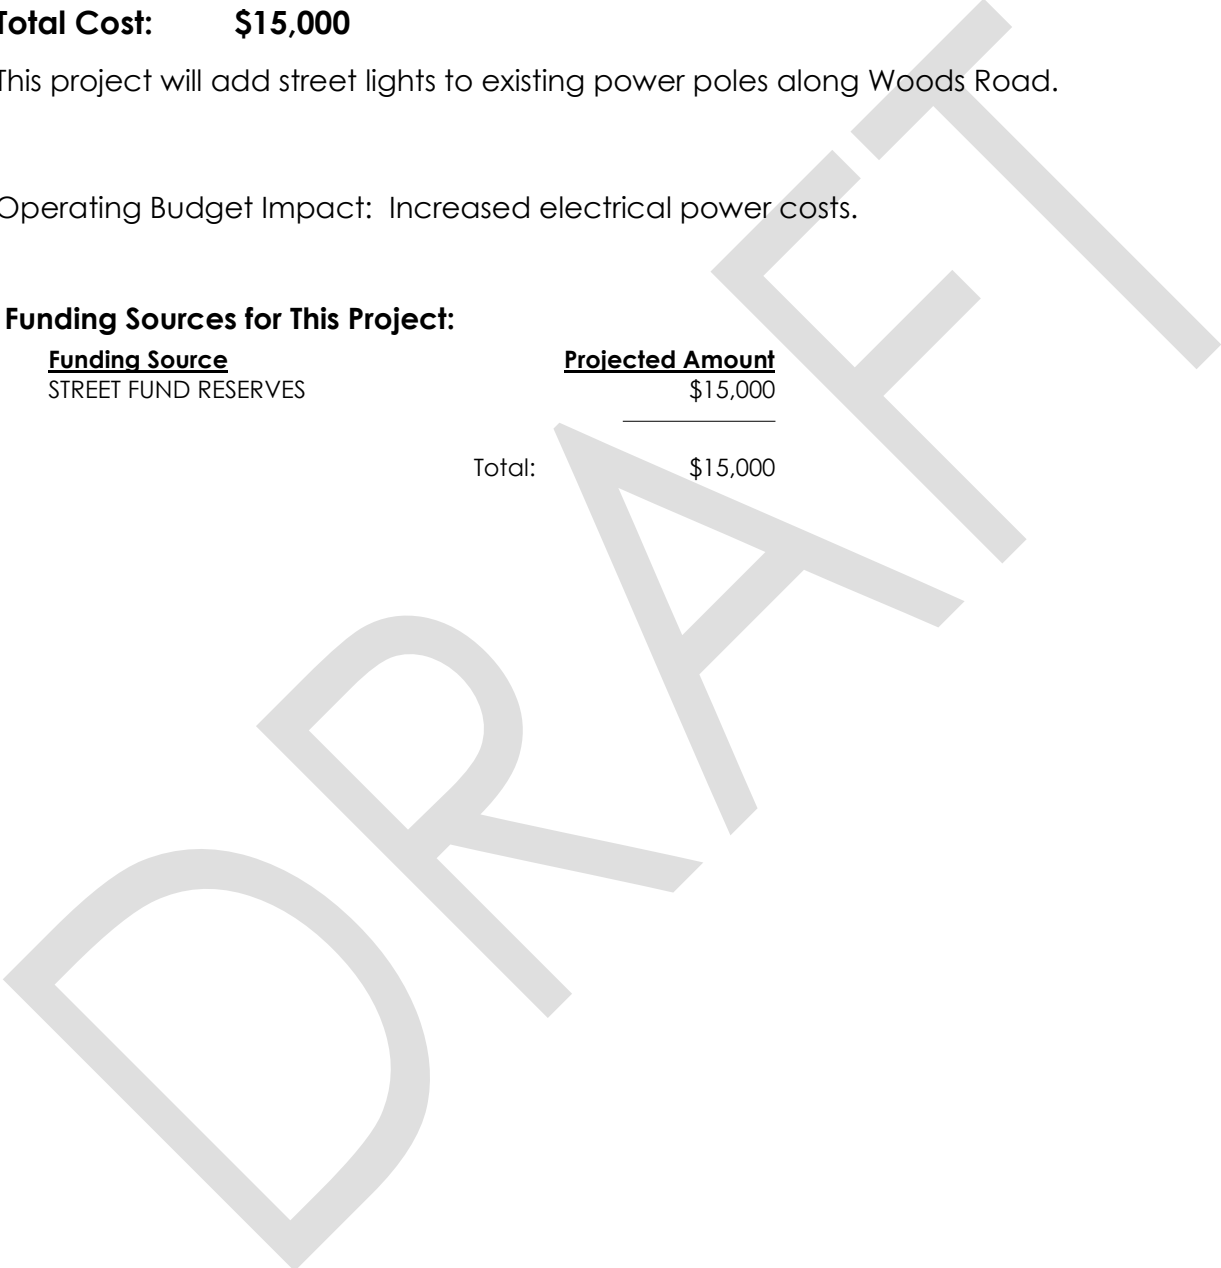 Total Cost: $15,000
This project will add street lights to existing power poles along Woods Road.
Operating Budget Impact: Increased electrical power costs.
Funding Sources for This Project:
Funding Source Projected Amount
STREET FUND RESERVES $15,000
Total: $15,000
DRAFT